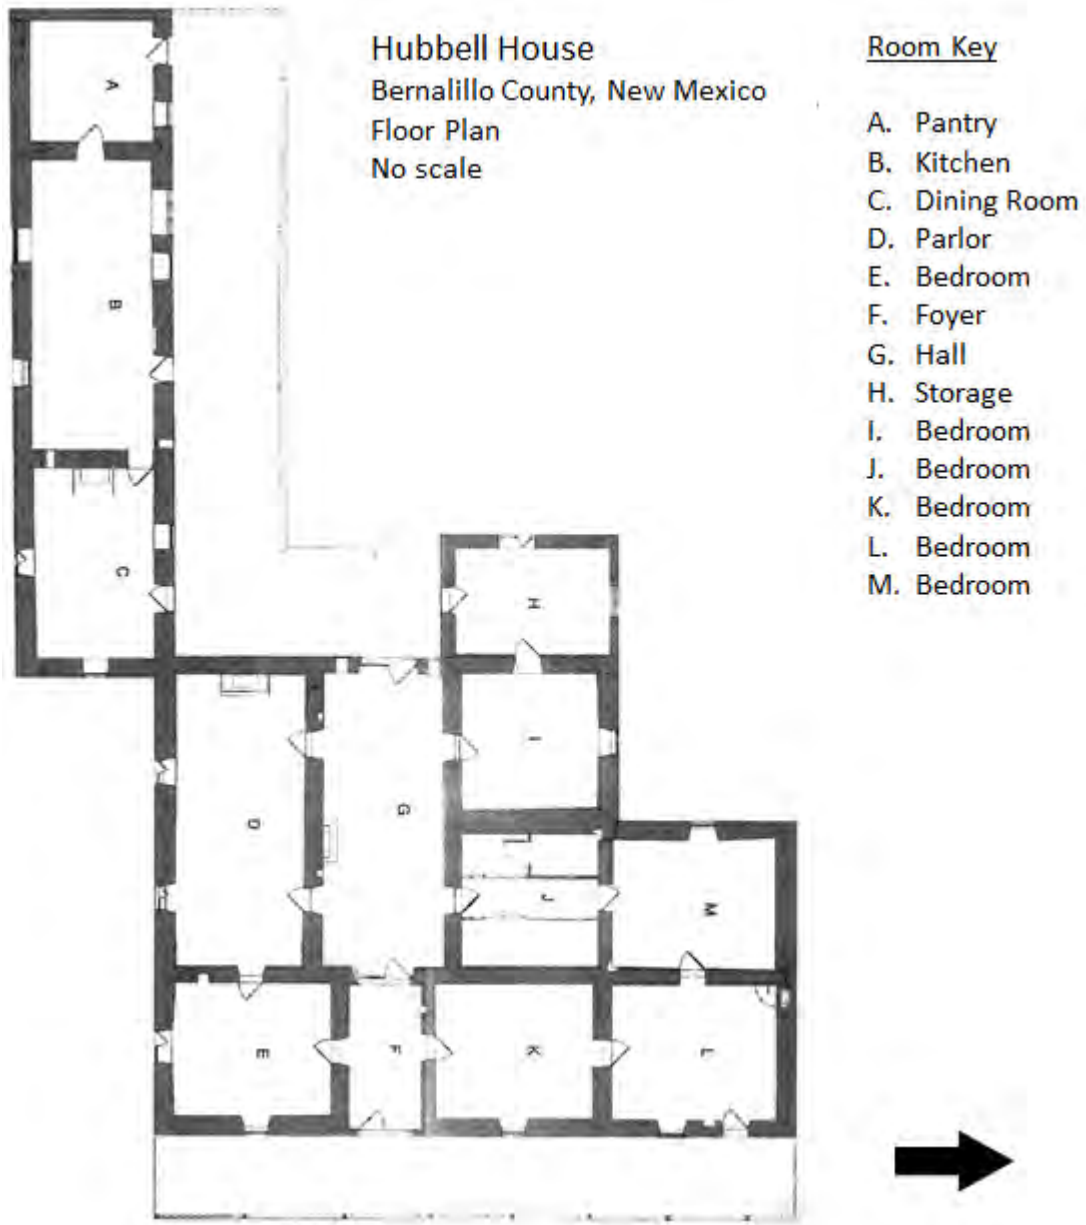 Hubbell House
Bernalillo County, New Mexico
Floor Plan
No scale
Room Key
A. Pantry
B. Kitchen
C. Dining Room
D. Parlor
E. Bedroom
F. Foyer
G. Hall
H. Storage
I. Bedroom
J. Bedroom
K. Bedroom
L. Bedroom
M. Bedroom
A
B
C
H
I
D
G
J
M
E
F
K
L